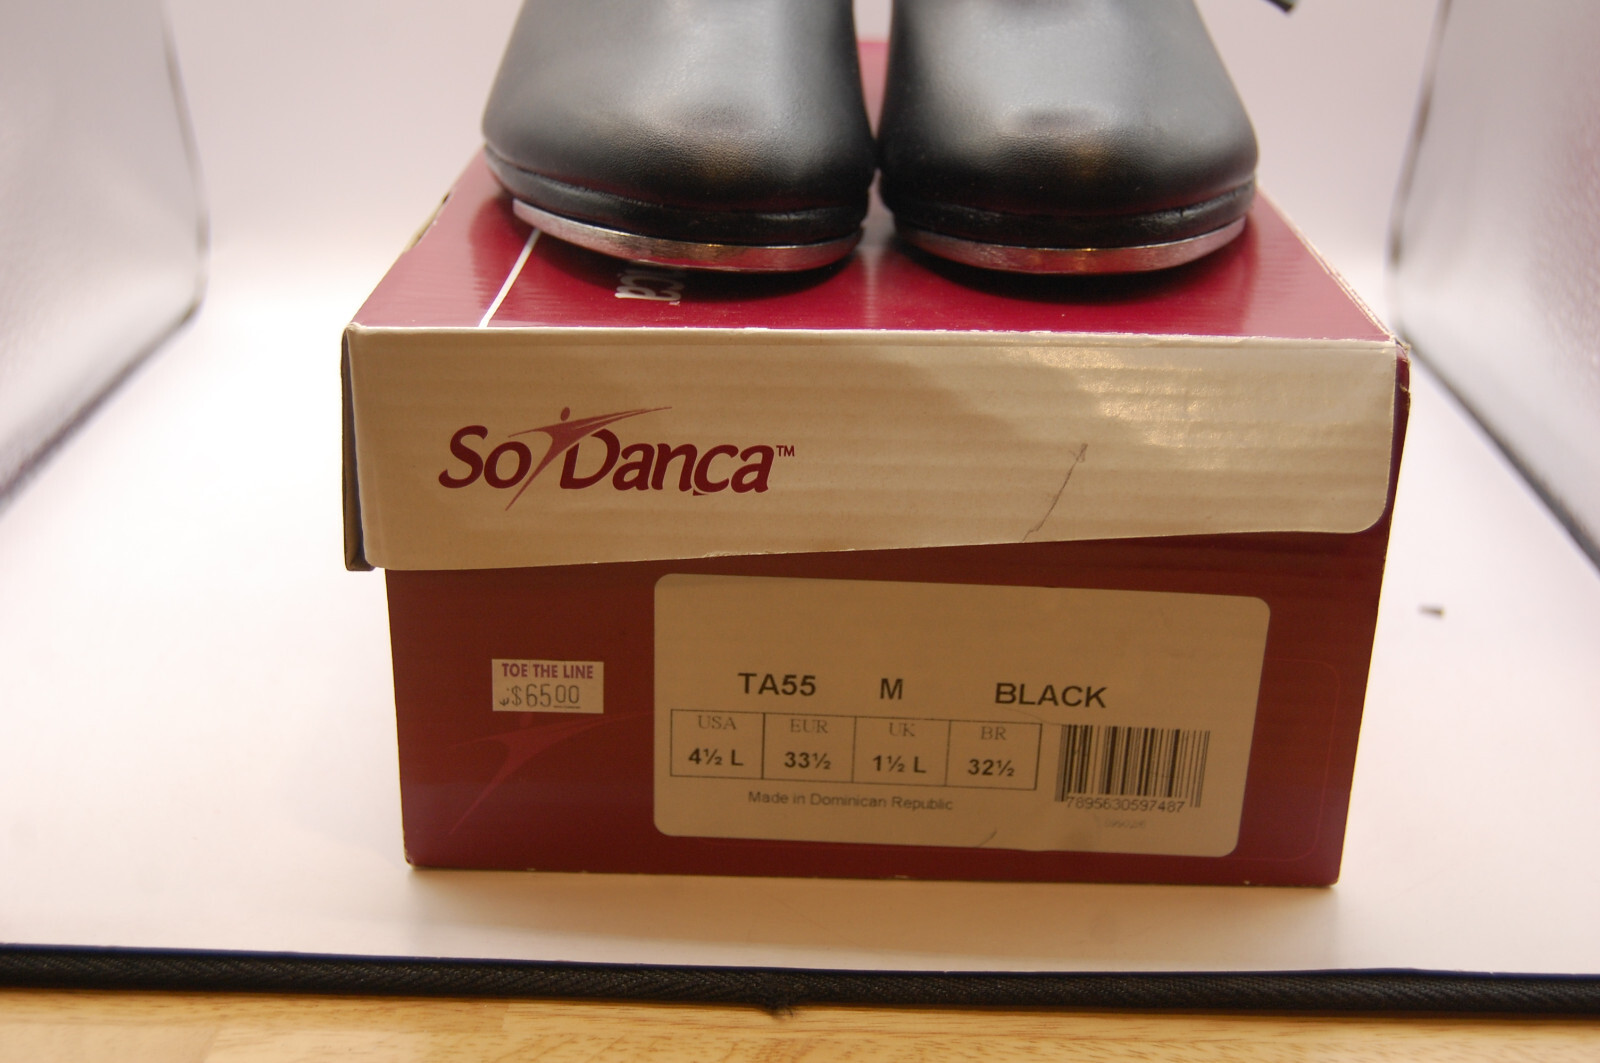 ca
So Danca™
TOE THE LINE
$65.00
TA55 M BLACK
USA EUR UK BR
4½ L 33½ 1½ L 32½
Made in Dominican Republic
7895630597487